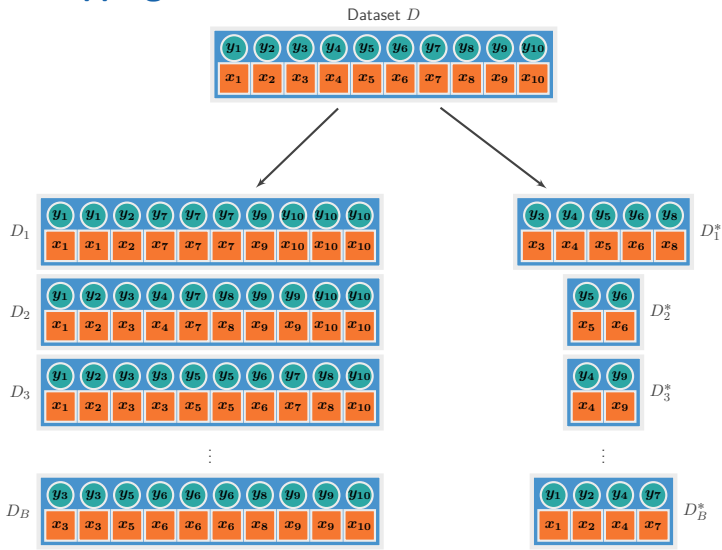 Dataset D
y1 y2 y3 y4 y5 y6 y7 y8 y9 y10
x1 x2 x3 x4 x5 x6 x7 x8 x9 x10
D1
y1 y1 y2 y7 y7 y7 y9 y10 y10 y10
x1 x1 x2 x7 x7 x7 x9 x10 x10 x10
y3 y4 y5 y6 y8
x3 x4 x5 x6 x8
D*1
D2
y1 y2 y3 y4 y7 y8 y9 y9 y10 y10
x1 x2 x3 x4 x7 x8 x9 x9 x10 x10
y5 y6
x5 x6
D*2
D3
y1 y2 y3 y3 y5 y5 y6 y7 y8 y10
x1 x2 x3 x3 x5 x5 x6 x7 x8 x10
y4 y9
x4 x9
D*3
⋮ ⋮
DB
y3 y3 y5 y6 y6 y6 y8 y9 y9 y10
x3 x3 x5 x6 x6 x6 x8 x9 x9 x10
y1 y2 y4 y7
x1 x2 x4 x7
D*B